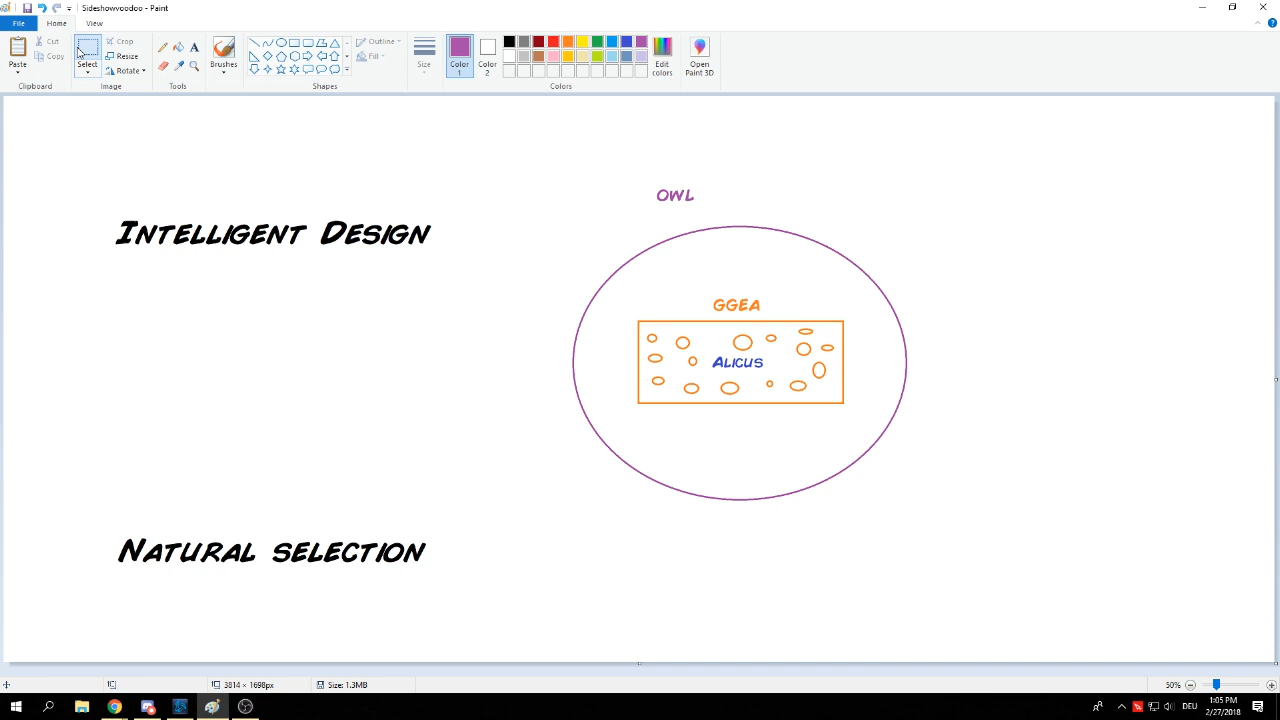 Sideshowvoodoo - Paint
File
Home
View
Paste
Cut
Copy
Clipboard
Select
Crop
Resize
Rotate
Image
A
Tools
Brushes
Shapes
Outline
Fill
Size
Color
1
Color
2
Edit
colors
Open
Paint 3D
Colors
OWL
INTELLIGENT DESIGN
GGEA
ALICUS
NATURAL SELECTION
3814 × 1698px
Size: 1.3MB
50%
DEU
1:05 PM
2/27/2018